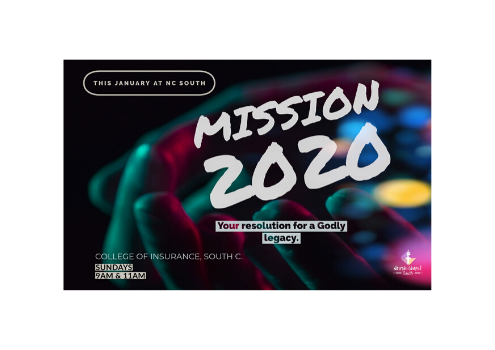 THIS JANUARY AT NC SOUTH
MISSION
2020
Your resolution for a Godly
legacy.
COLLEGE OF INSURANCE, SOUTH C.
SUNDAYS
9AM & 11AM